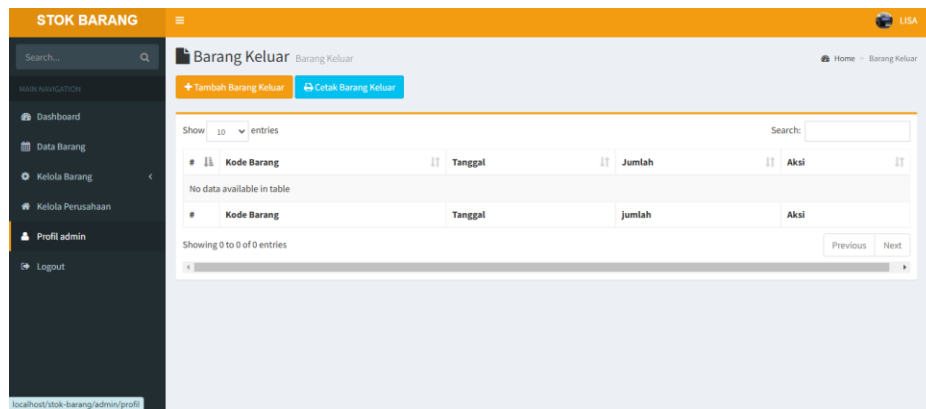 STOK BARANG
LISA
Search...
MAIN NAVIGATION
Dashboard
Data Barang
Kelola Barang
Kelola Perusahaan
Profil admin
Logout
Barang Keluar Barang Keluar
Home > Barang Keluar
+ Tambah Barang Keluar Cetak Barang Keluar
Show 10 entries Search:
# Kode Barang Tanggal Jumlah Aksi
No data available in table
# Kode Barang Tanggal jumlah Aksi
Showing 0 to 0 of 0 entries Previous Next
localhost/stok-barang/admin/profil